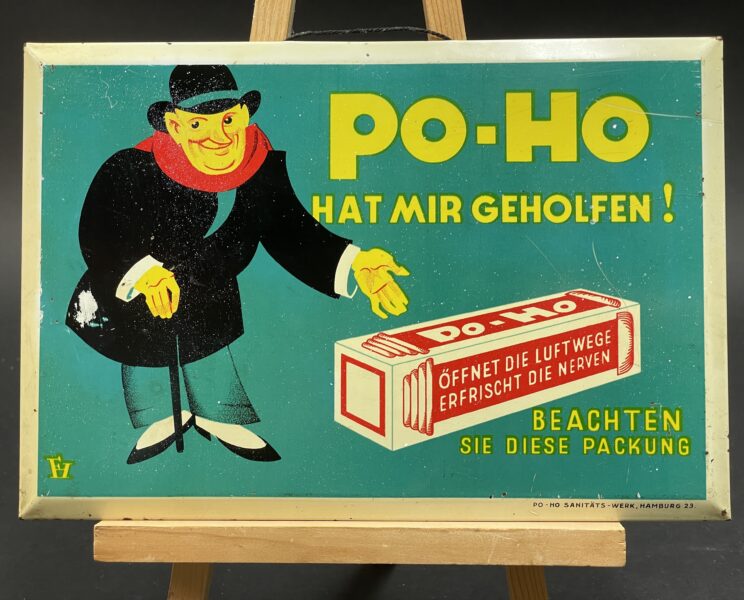 PO-HO
HAT MIR GEHOLFEN!
PO-HO
ÖFFNET DIE LUFTWEGE
ERFRISCHT DIE NERVEN
BEACHTEN
SIE DIESE PACKUNG
PO-HO SANITÄTS-WERK, HAMBURG 23.